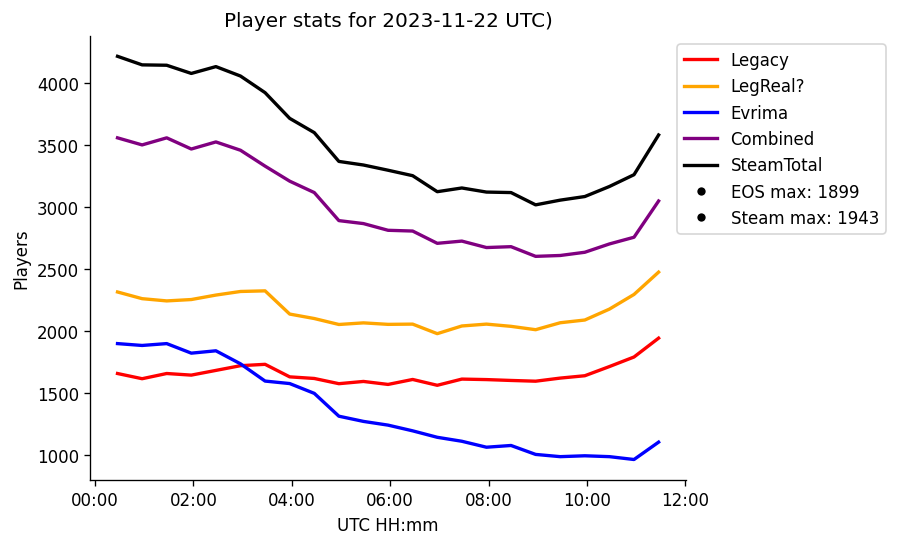 Player stats for 2023-11-22 UTC)
Legacy
LegReal?
Evrima
Combined
SteamTotal
EOS max: 1899
Steam max: 1943
Players
4000
3500
3000
2500
2000
1500
1000
00:00 02:00 04:00 06:00 08:00 10:00 12:00
UTC HH:mm